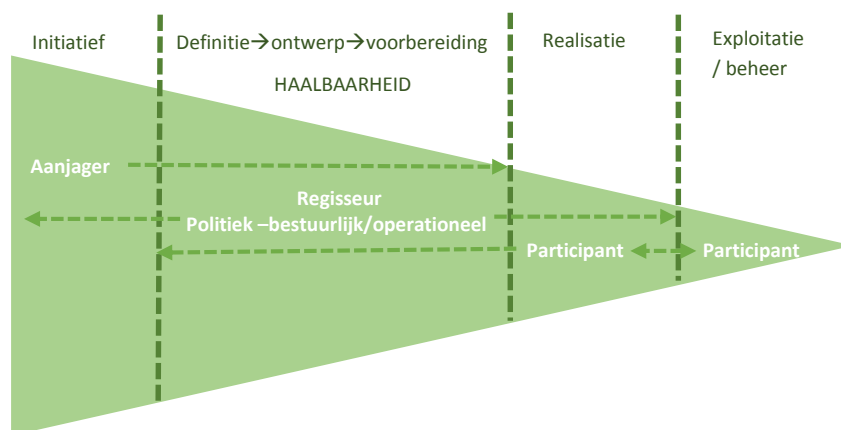 Initiatief
Definitie→ontwerp→voorbereiding
HAALBAARHEID
Realisatie
Exploitatie
/ beheer
Aanjager
Regisseur
Politiek –bestuurlijk/operationeel
Participant
Participant